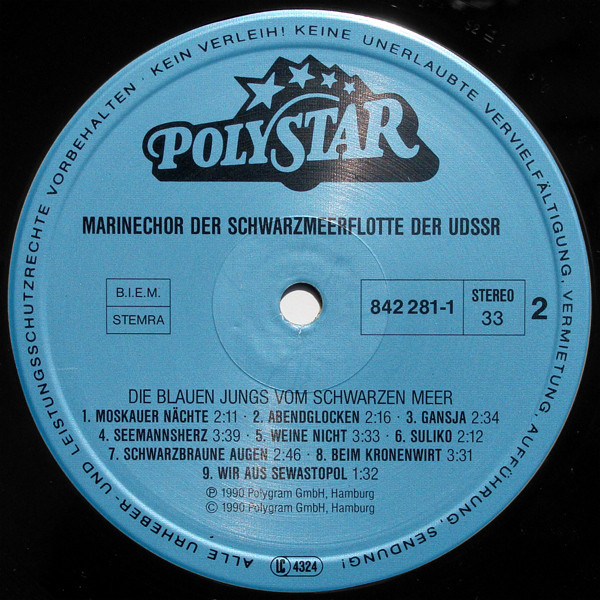 ALLE URHEBER- UND LEISTUNGSSCHUTZRECHTE VORBEHALTEN · KEIN VERLEIH! KEINE UNERLAUBTE VERVIELFÄLTIGUNG, VERMIETUNG, AUFFÜHRUNG, SENDUNG!
POLYSTAR
MARINECHOR DER SCHWARZMEERFLOTTE DER UDSSR
B.I.E.M.
STEMRA
842 281-1
STEREO
33
2
DIE BLAUEN JUNGS VOM SCHWARZEN MEER
1. MOSKAUER NÄCHTE 2:11 · 2. ABENDGLOCKEN 2:16 · 3. GANSJA 2:34
4. SEEMANNSHERZ 3:39 · 5. WEINE NICHT 3:33 · 6. SULIKO 2:12
7. SCHWARZBRAUNE AUGEN 2:46 · 8. BEIM KRONENWIRT 3:31
9. WIR AUS SEWASTOPOL 1:32
℗ 1990 Polygram GmbH, Hamburg
© 1990 Polygram GmbH, Hamburg
LC 4324